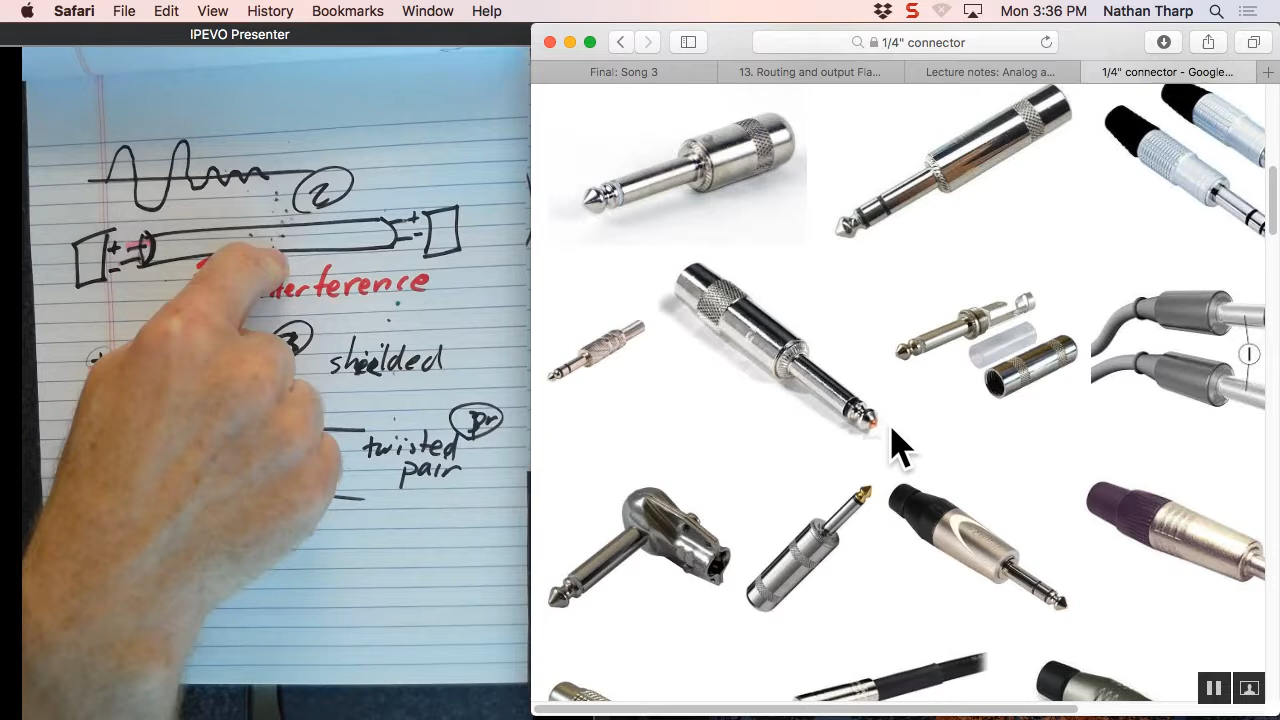 Safari File Edit View History Bookmarks Window Help
Mon 3:36 PM Nathan Tharp
IPEVO Presenter
1/4" connector
Final: Song 3
13. Routing and output Fla...
Lecture notes: Analog a...
1/4" connector - Google...
2
+ +
- -
interference
3 shielded
twisted
pair